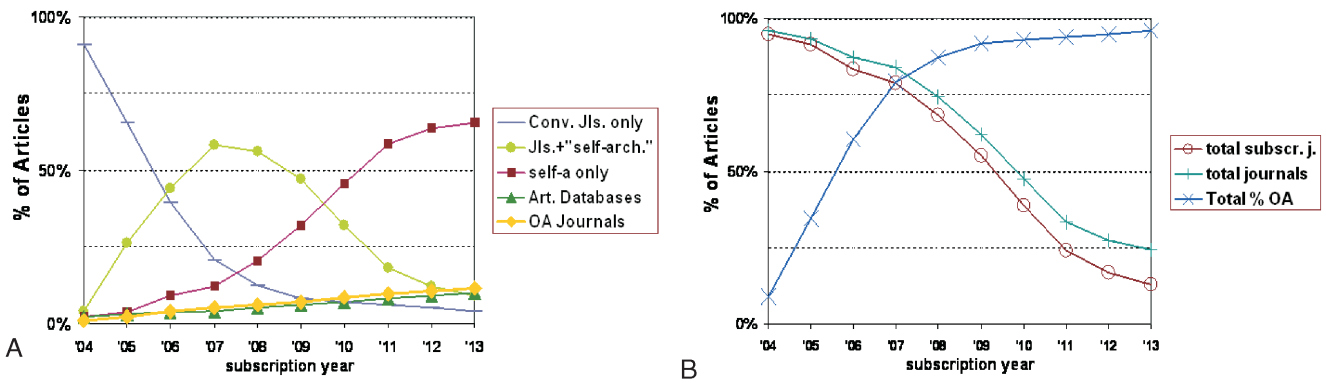 100%
50%
0%
% of Articles
'04 '05 '06 '07 '08 '09 '10 '11 '12 '13
subscription year
Conv. Jls. only
Jls.+"self-arch."
self-a only
Art. Databases
OA Journals
A
100%
50%
0%
% of Articles
'04 '05 '06 '07 '08 '09 '10 '11 '12 '13
subscription year
total subscr. j.
total journals
Total % OA
B